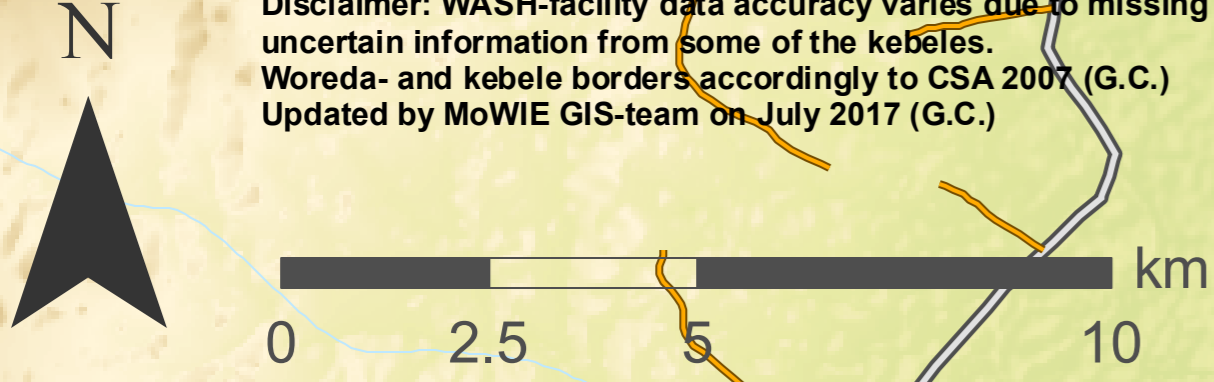 N
Disclaimer: WASH-facility data accuracy varies due to missing
uncertain information from some of the kebeles.
Woreda- and kebele borders accordingly to CSA 2007 (G.C.)
Updated by MoWIE GIS-team on July 2017 (G.C.)
km
0 2.5 5 10